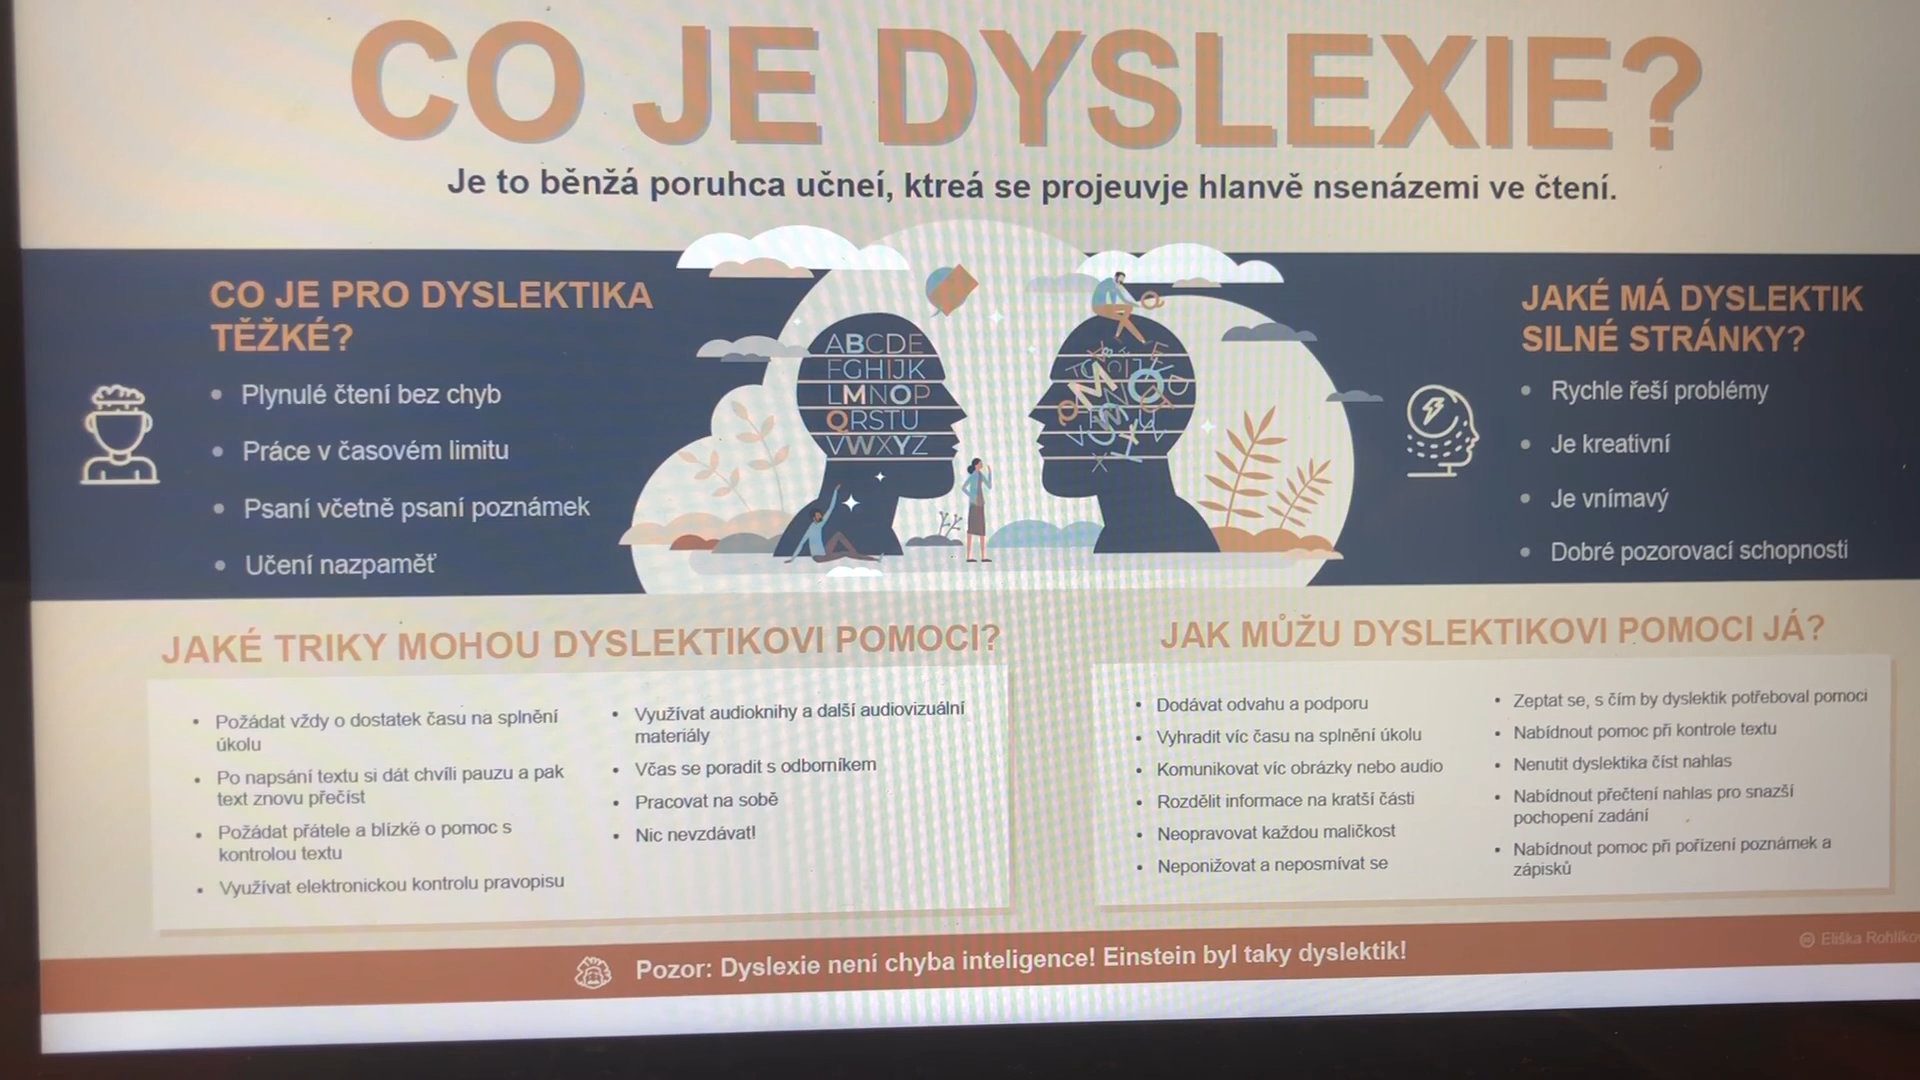 CO JE DYSLEXIE?
Je to běnžá poruhca učneí, ktreá se projeuvje hlanvě nsenázemi ve čtení.
CO JE PRO DYSLEKTIKA
TĚŽKÉ?
• Plynulé čtení bez chyb
• Práce v časovém limitu
• Psaní včetně psaní poznámek
• Učení nazpaměť
ABCDE
FGHIJK
LMNOP
QRSTU
VWXYZ
JAKÉ MÁ DYSLEKTIK
SILNÉ STRÁNKY?
• Rychle řeší problémy
• Je kreativní
• Je vnímavý
• Dobré pozorovací schopnosti
JAKÉ TRIKY MOHOU DYSLEKTIKOVI POMOCI?
• Požádat vždy o dostatek času na splnění
úkolu
• Po napsání textu si dát chvíli pauzu a pak
text znovu přečíst
• Požádat přátele a blízké o pomoc s
kontrolou textu
• Využívat elektronickou kontrolu pravopisu
• Využívat audioknihy a další audiovizuální
materiály
• Včas se poradit s odborníkem
• Pracovat na sobě
• Nic nevzdávat!
JAK MŮŽU DYSLEKTIKOVI POMOCI JÁ?
• Dodávat odvahu a podporu
• Vyhradit víc času na splnění úkolu
• Komunikovat víc obrázky nebo audio
• Rozdělit informace na kratší části
• Neopravovat každou maličkost
• Neponižovat a neposmívat se
• Zeptat se, s čím by dyslektik potřeboval pomoci
• Nabídnout pomoc při kontrole textu
• Nenutit dyslektika číst nahlas
• Nabídnout přečtení nahlas pro snazší
pochopení zadání
• Nabídnout pomoc při pořízení poznámek a
zápisků
Pozor: Dyslexie není chyba inteligence! Einstein byl taky dyslektik!
Eliška